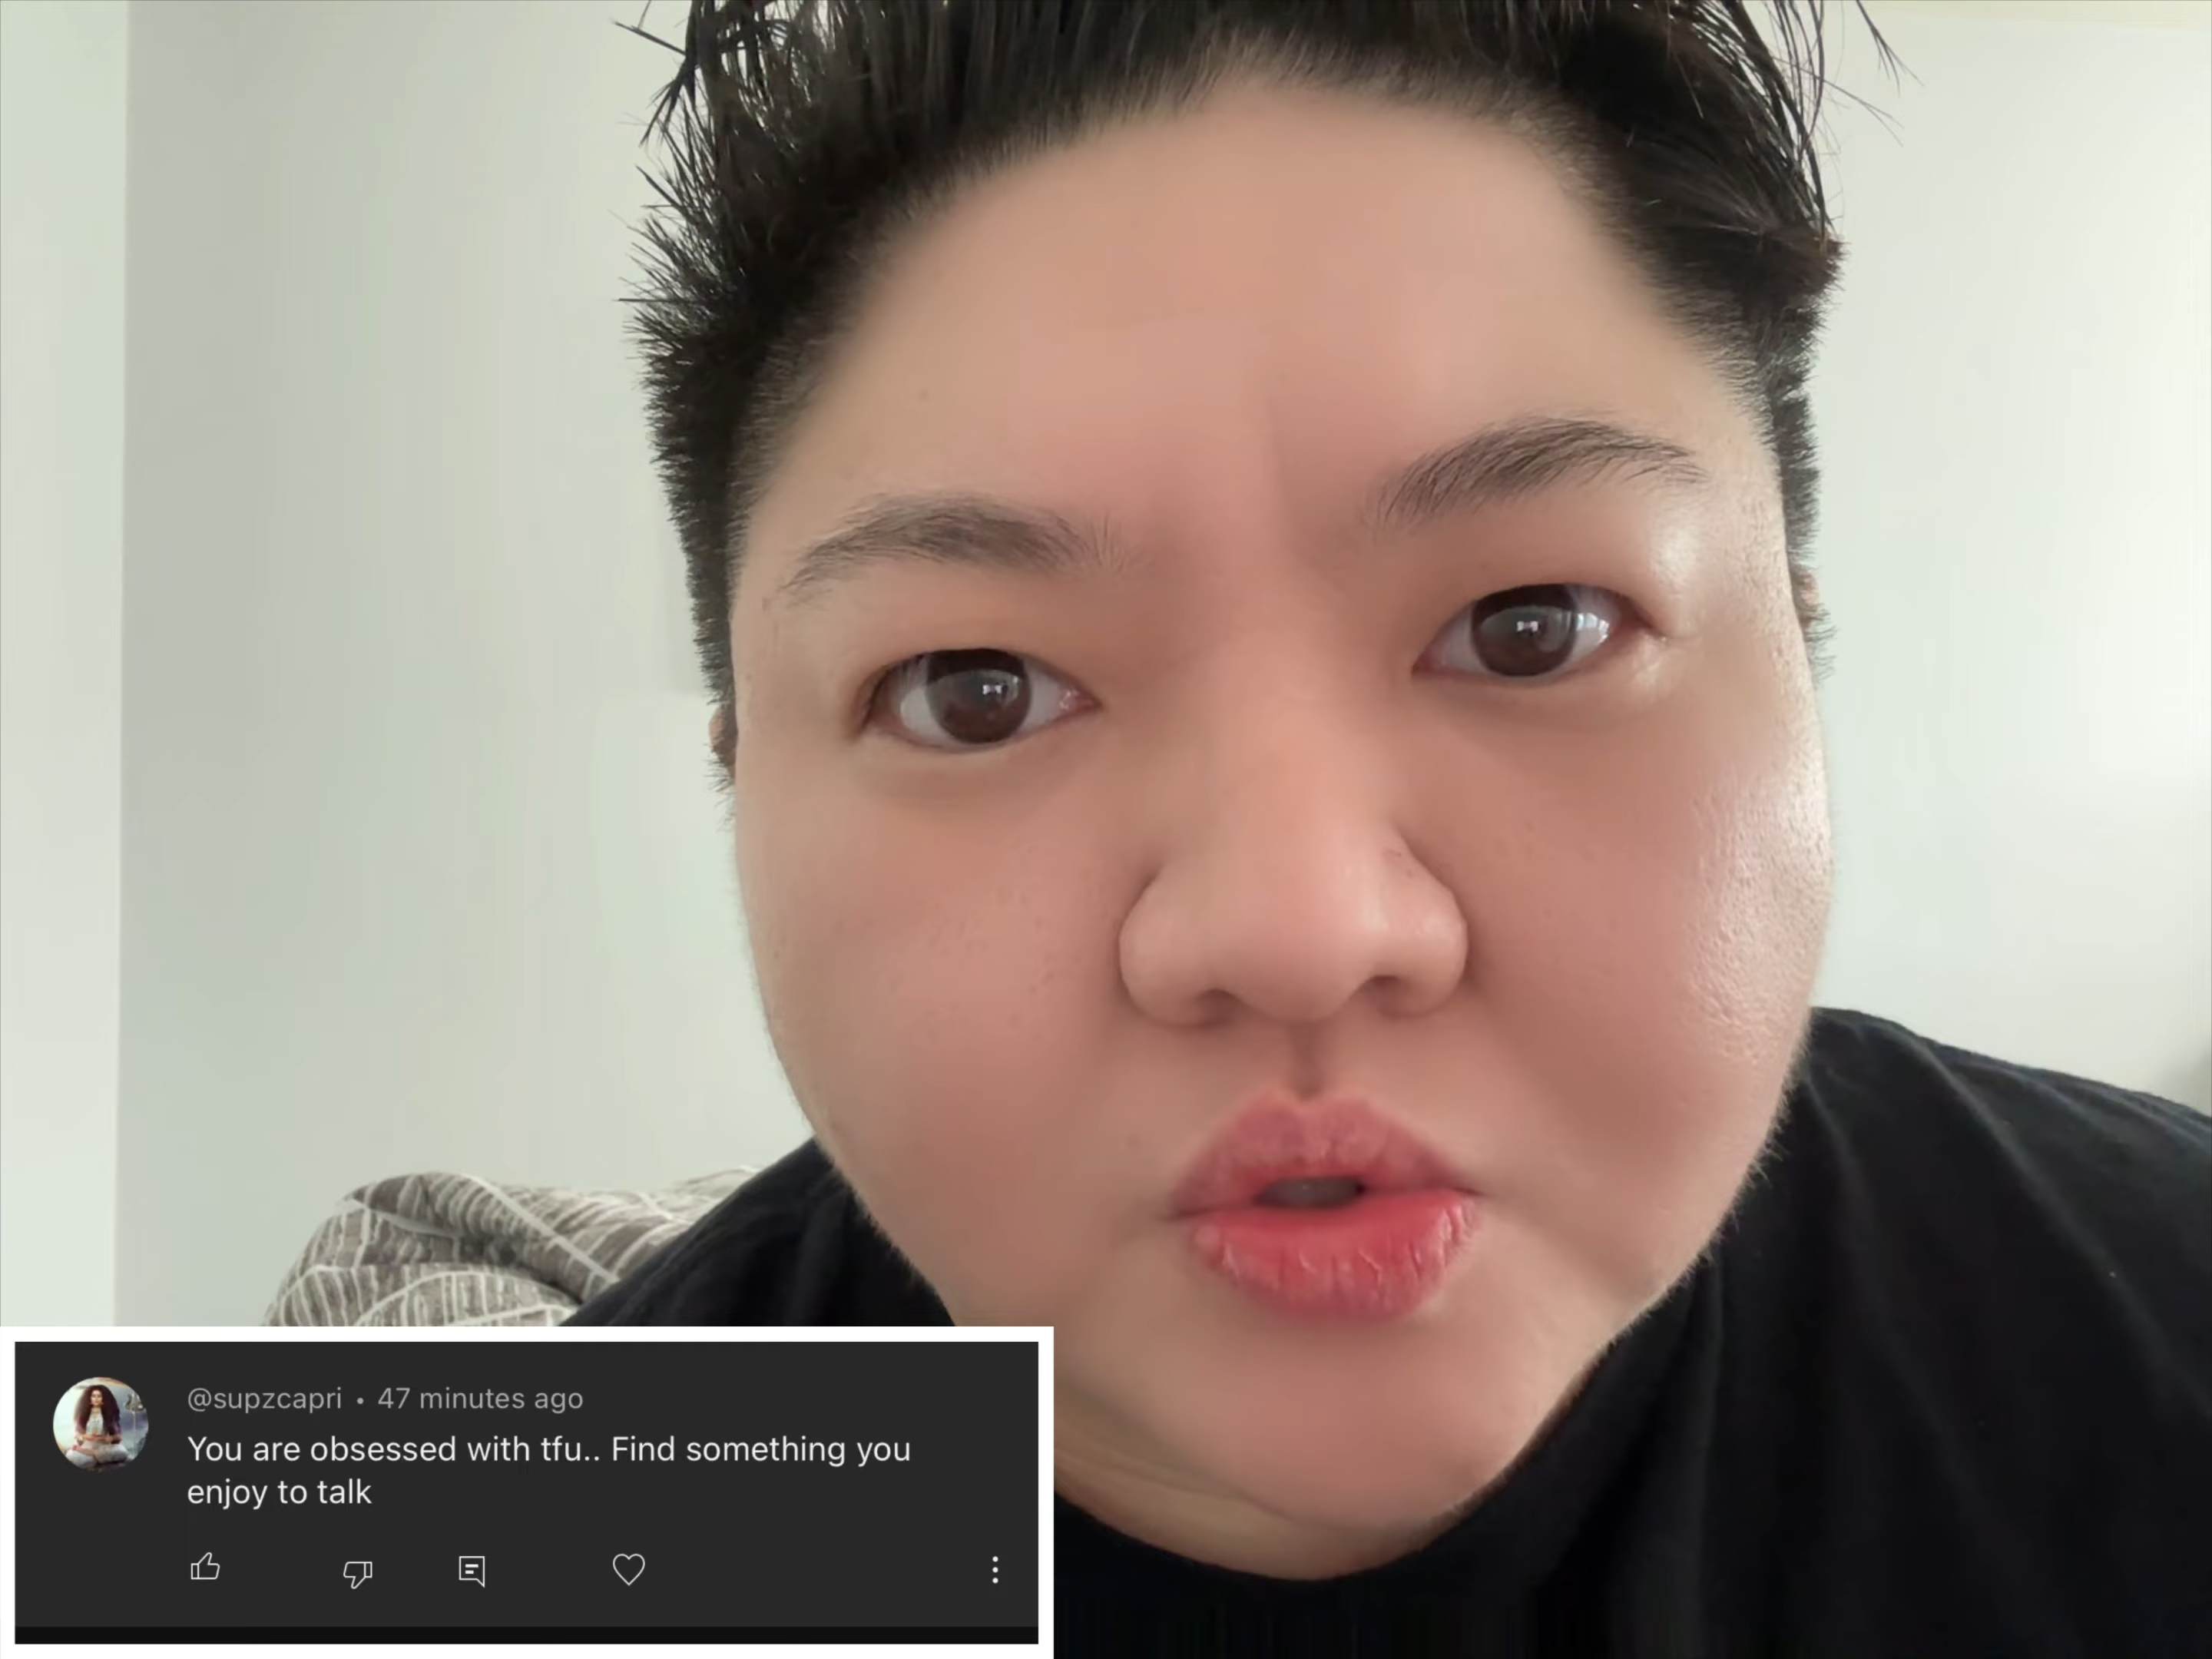 @supzcapri • 47 minutes ago
You are obsessed with tfu.. Find something you
enjoy to talk